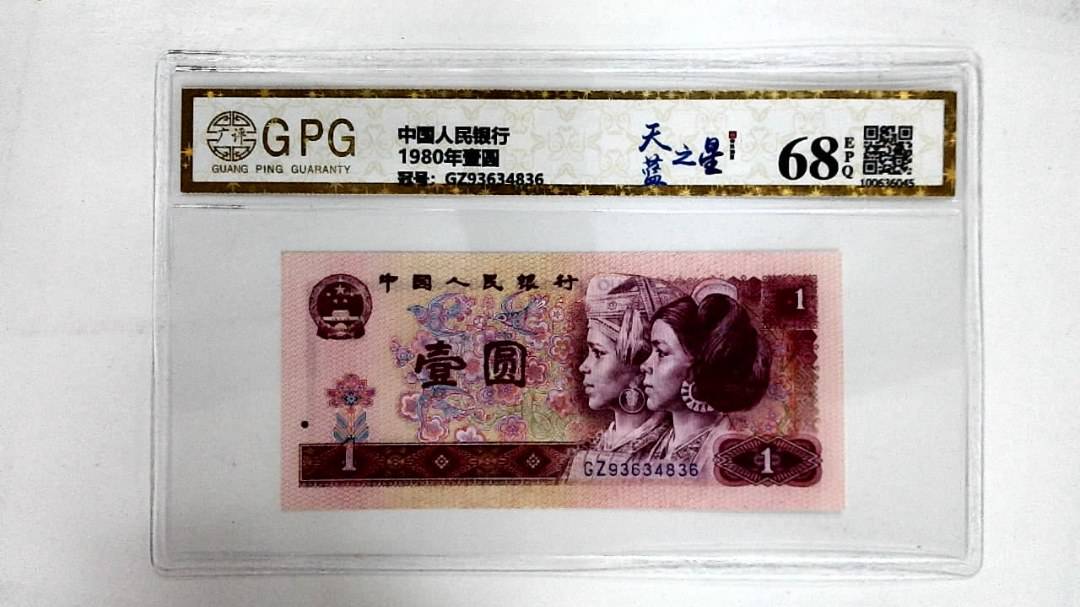 GPG
GUANG PING GUARANTY
中国人民银行
1980年壹圆
冠号：GZ93634836
天蓝之星
68
EPQ
100636045
中国人民银行
1
壹圆
1
GZ93634836
1